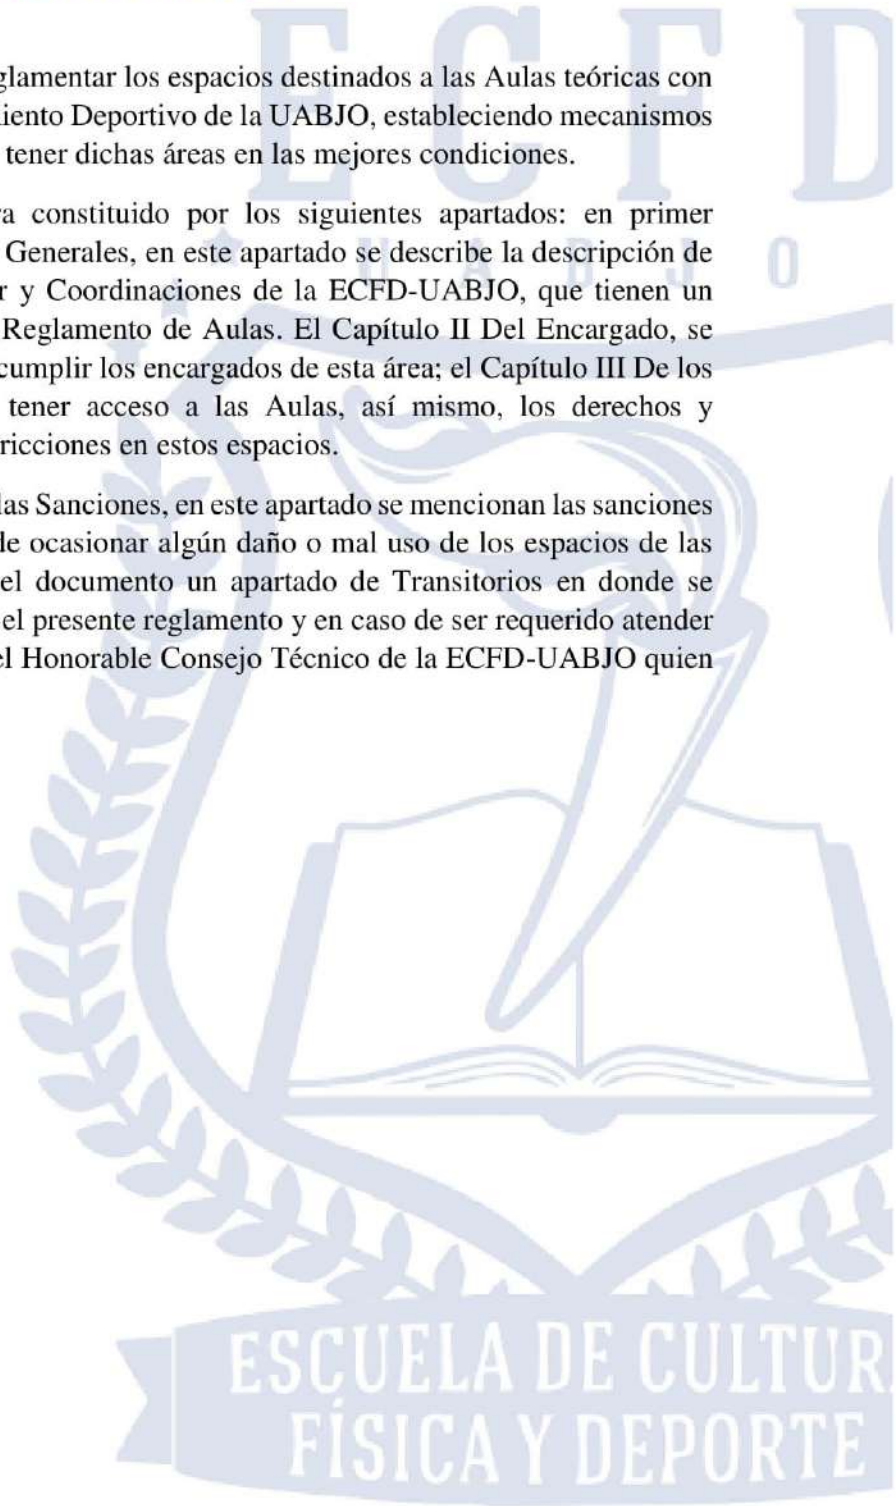 E C F D
U A B J O
glamentar los espacios destinados a las Aulas teóricas con
iento Deportivo de la UABJO, estableciendo mecanismos
tener dichas áreas en las mejores condiciones.
a constituido por los siguientes apartados: en primer
Generales, en este apartado se describe la descripción de
r y Coordinaciones de la ECFD-UABJO, que tienen un
Reglamento de Aulas. El Capítulo II Del Encargado, se
cumplir los encargados de esta área; el Capítulo III De los
tener acceso a las Aulas, así mismo, los derechos y
ricciones en estos espacios.
las Sanciones, en este apartado se mencionan las sanciones
de ocasionar algún daño o mal uso de los espacios de las
el documento un apartado de Transitorios en donde se
el presente reglamento y en caso de ser requerido atender
el Honorable Consejo Técnico de la ECFD-UABJO quien
ESCUELA DE CULTUR
FÍSICA Y DEPORTE